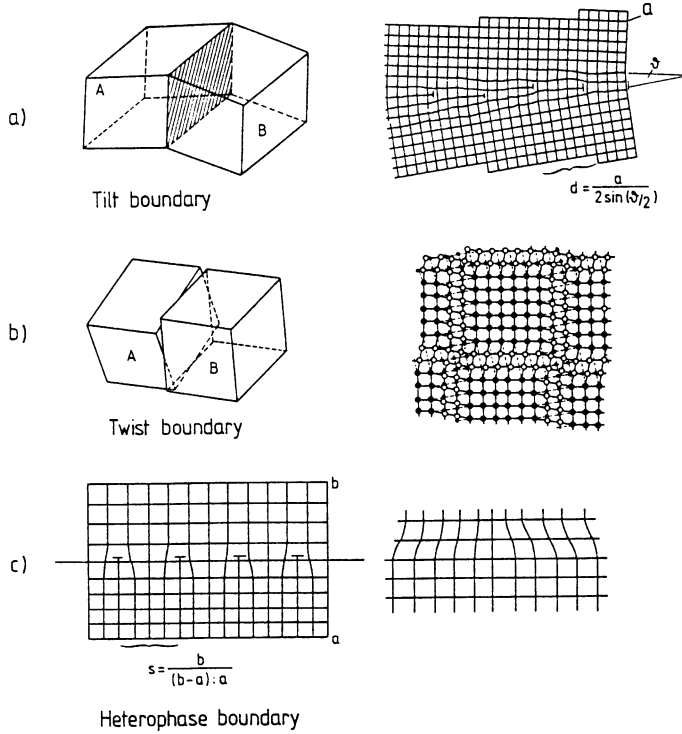 a)
A
B
Tilt boundary
a
ϑ
d = a / 2 sin(ϑ/2)
b)
A
B
Twist boundary
c)
b
a
s = b / (b-a) : a
Heterophase boundary